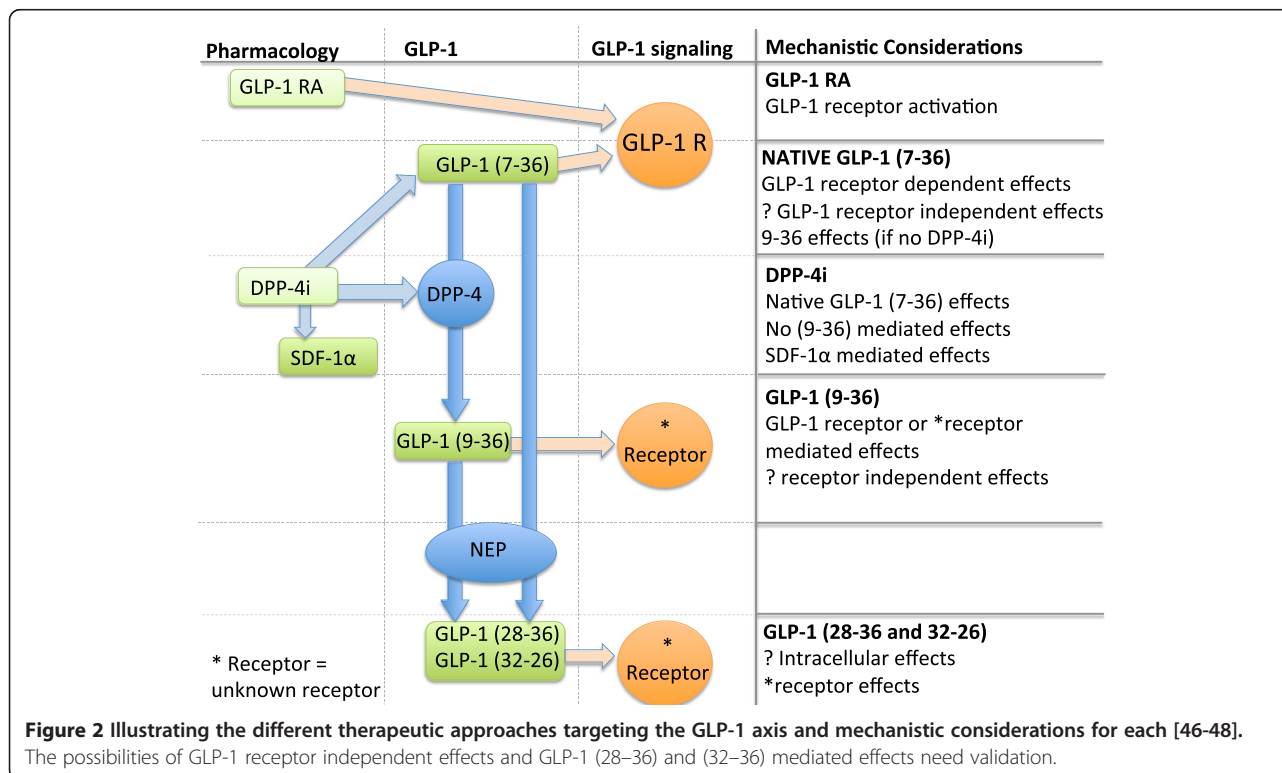 Pharmacology
GLP-1
GLP-1 signaling
Mechanistic Considerations
GLP-1 RA
GLP-1 R
GLP-1 RA
GLP-1 receptor activation
GLP-1 (7-36)
NATIVE GLP-1 (7-36)
GLP-1 receptor dependent effects
? GLP-1 receptor independent effects
9-36 effects (if no DPP-4i)
DPP-4i
DPP-4
SDF-1α
DPP-4i
Native GLP-1 (7-36) effects
No (9-36) mediated effects
SDF-1α mediated effects
GLP-1 (9-36)
*
Receptor
GLP-1 (9-36)
GLP-1 receptor or *receptor
mediated effects
? receptor independent effects
NEP
* Receptor =
unknown receptor
GLP-1 (28-36)
GLP-1 (32-26)
*
Receptor
GLP-1 (28-36 and 32-26)
? Intracellular effects
*receptor effects
Figure 2 Illustrating the different therapeutic approaches targeting the GLP-1 axis and mechanistic considerations for each [46-48].
The possibilities of GLP-1 receptor independent effects and GLP-1 (28–36) and (32–36) mediated effects need validation.